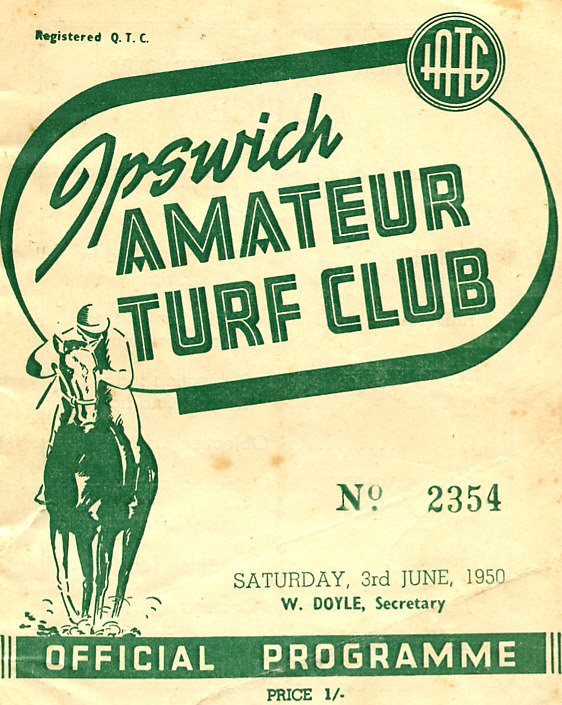 Registered Q. T. C.
IATC
Ipswich
AMATEUR
TURF CLUB
Nº 2354
SATURDAY, 3rd JUNE, 1950
W. DOYLE, Secretary
OFFICIAL PROGRAMME
PRICE 1/-